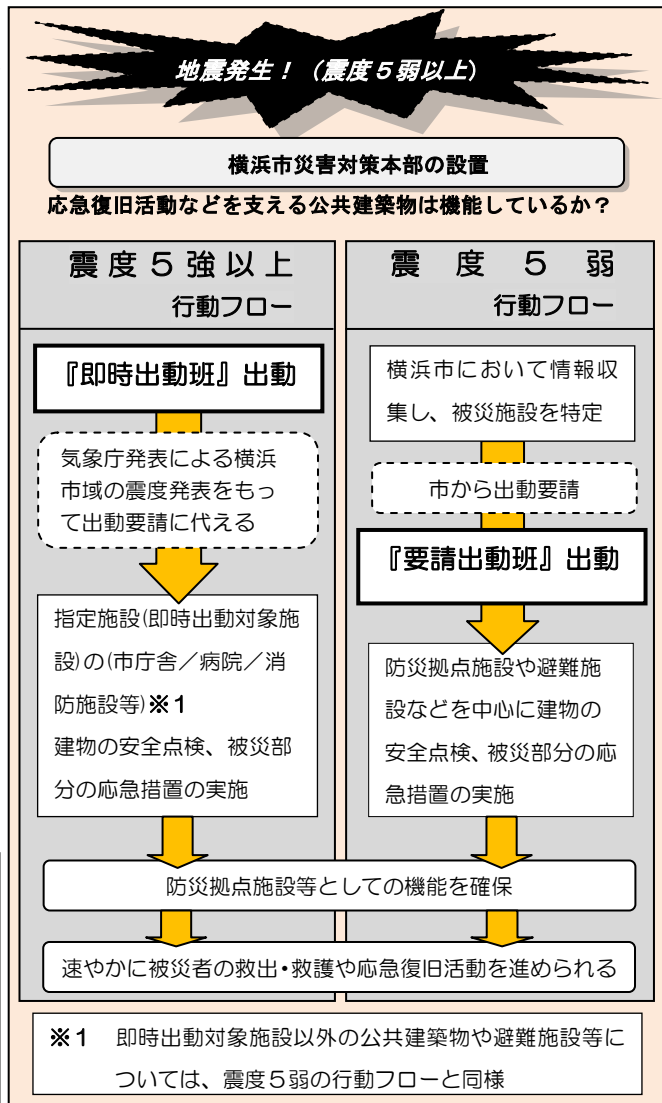 地震発生！（震度５弱以上）
横浜市災害対策本部の設置
応急復旧活動などを支える公共建築物は機能しているか？
震度５強以上
行動フロー
『即時出動班』出動
気象庁発表による横浜
市域の震度発表をもっ
て出動要請に代える
指定施設(即時出動対象施
設)の(市庁舎／病院／消
防施設等)※１
建物の安全点検、被災部
分の応急措置の実施
震度５弱
行動フロー
横浜市において情報収
集し、被災施設を特定
市から出動要請
『要請出動班』出動
防災拠点施設や避難施
設などを中心に建物の
安全点検、被災部分の応
急措置の実施
防災拠点施設等としての機能を確保
速やかに被災者の救出・救護や応急復旧活動を進められる
※１　即時出動対象施設以外の公共建築物や避難施設等に
ついては、震度５弱の行動フローと同様